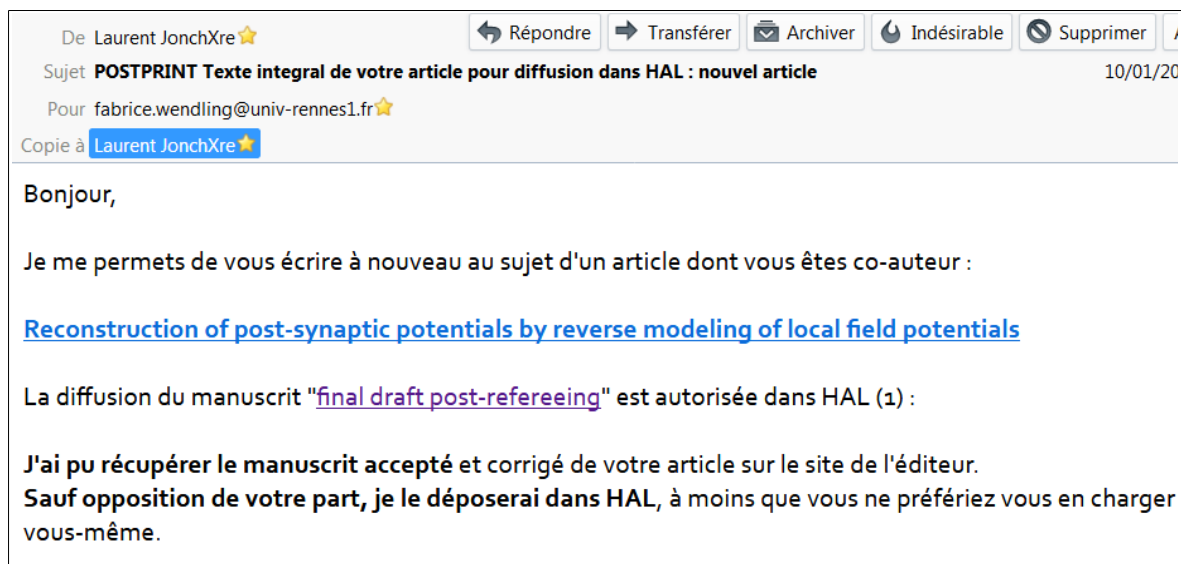 De Laurent JonchXre Répondre Transférer Archiver Indésirable Supprimer
Sujet POSTPRINT Texte integral de votre article pour diffusion dans HAL : nouvel article 10/01/20
Pour fabrice.wendling@univ-rennes1.fr
Copie à Laurent JonchXre
Bonjour,
Je me permets de vous écrire à nouveau au sujet d'un article dont vous êtes co-auteur :
Reconstruction of post-synaptic potentials by reverse modeling of local field potentials
La diffusion du manuscrit "final draft post-refereeing" est autorisée dans HAL (1) :
J'ai pu récupérer le manuscrit accepté et corrigé de votre article sur le site de l'éditeur.
Sauf opposition de votre part, je le déposerai dans HAL, à moins que vous ne préfériez vous en charger
vous-même.